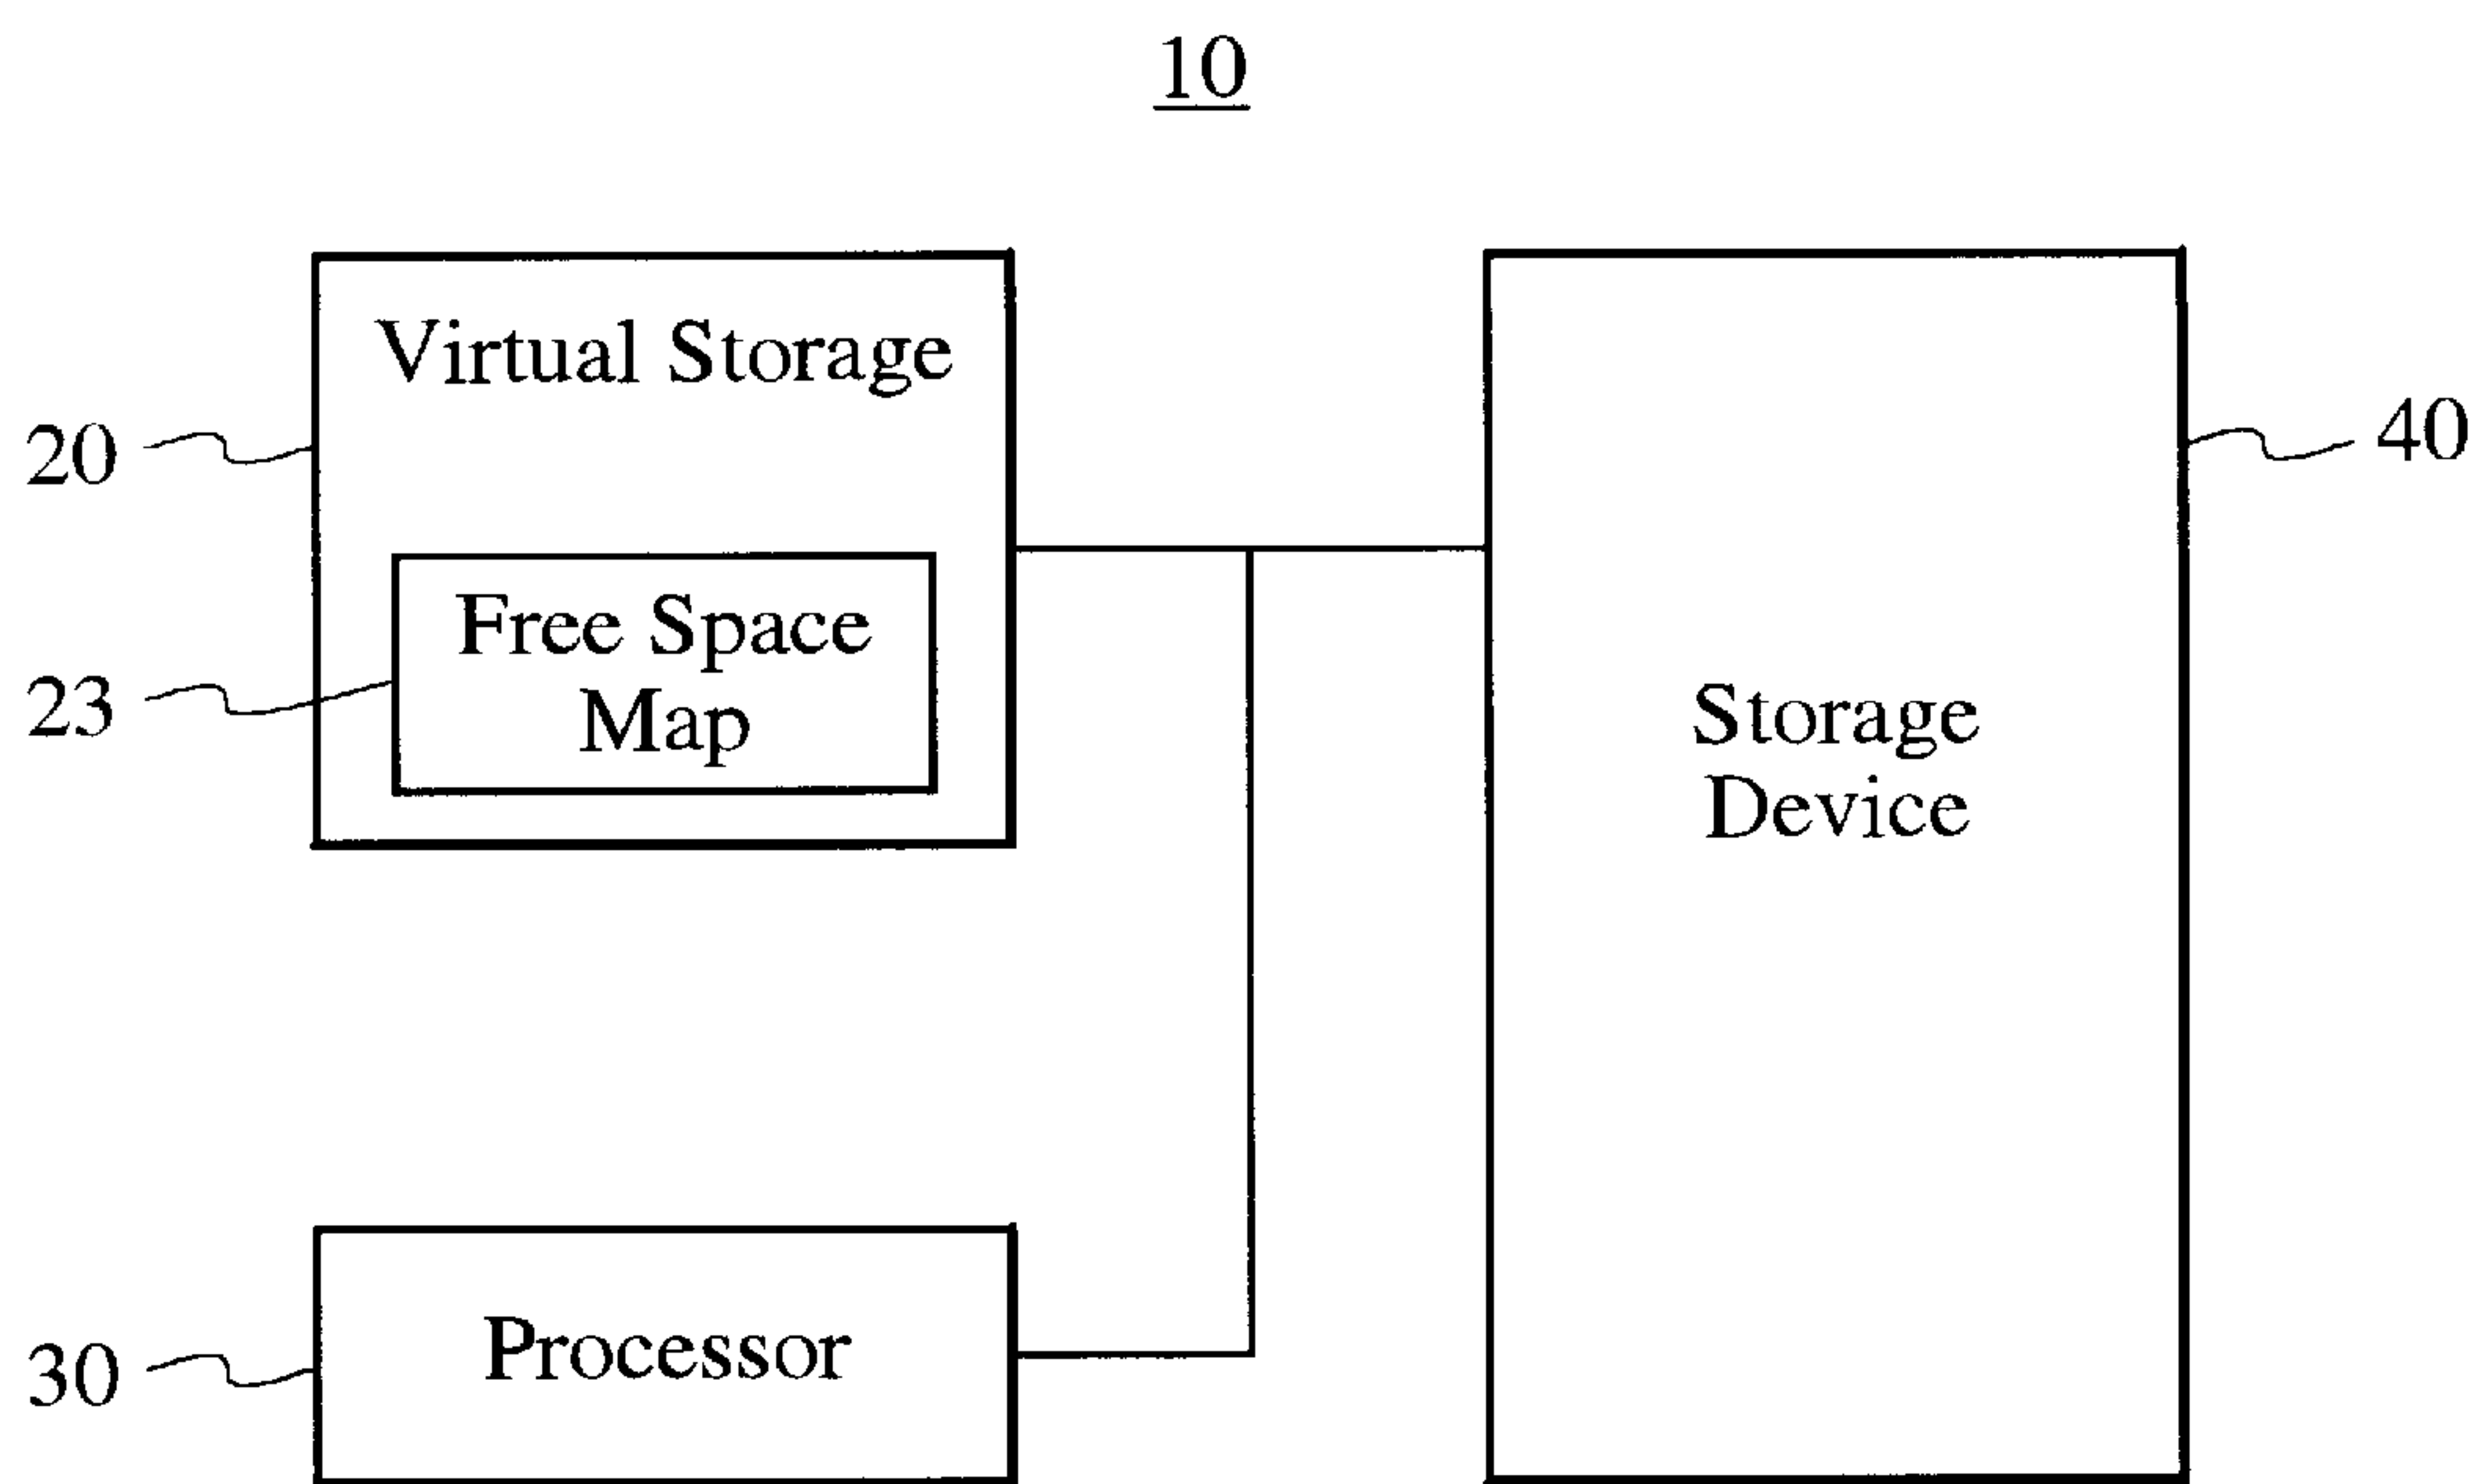 10
Virtual Storage
20
40
Free Space
Map
23
Storage
Device
Processor
30